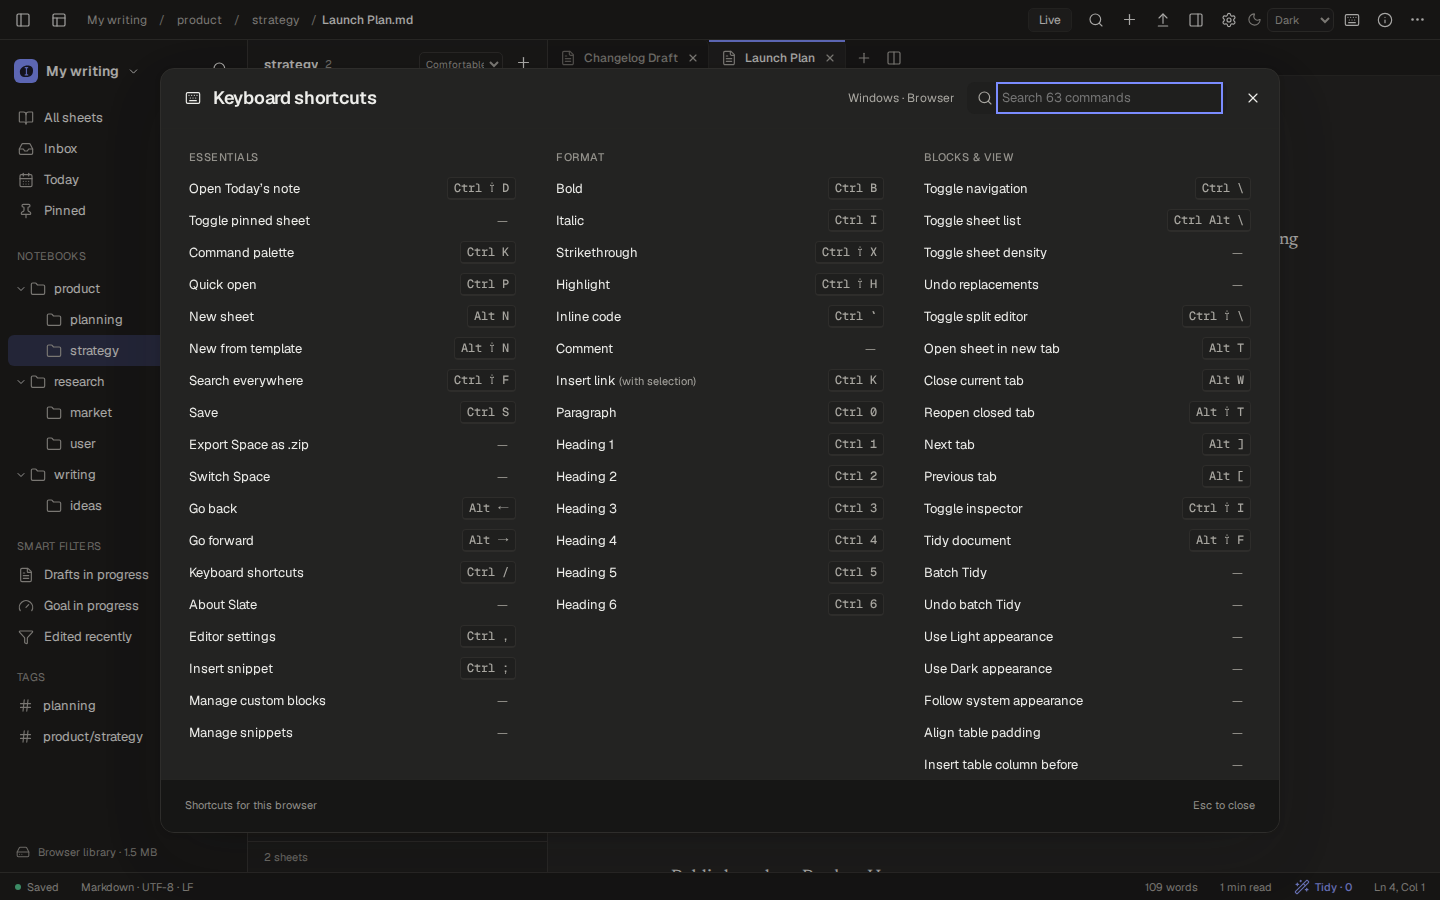 My writing / product / strategy / Launch Plan.md
Live
Dark
My writing
strategy 2
Comfortable
Changelog Draft
Launch Plan
All sheets
Inbox
Today
Pinned
NOTEBOOKS
product
planning
strategy
research
market
user
writing
ideas
SMART FILTERS
Drafts in progress
Goal in progress
Edited recently
TAGS
# planning
# product/strategy
Browser library · 1.5 MB
Keyboard shortcuts
Windows · Browser
Search 63 commands
ESSENTIALS
Open Today's note Ctrl ⇧ D
Toggle pinned sheet —
Command palette Ctrl K
Quick open Ctrl P
New sheet Alt N
New from template Alt ⇧ N
Search everywhere Ctrl ⇧ F
Save Ctrl S
Export Space as .zip —
Switch Space —
Go back Alt ←
Go forward Alt →
Keyboard shortcuts Ctrl /
About Slate —
Editor settings Ctrl ,
Insert snippet Ctrl ;
Manage custom blocks —
Manage snippets —
FORMAT
Bold Ctrl B
Italic Ctrl I
Strikethrough Ctrl ⇧ X
Highlight Ctrl ⇧ H
Inline code Ctrl `
Comment —
Insert link (with selection) Ctrl K
Paragraph Ctrl 0
Heading 1 Ctrl 1
Heading 2 Ctrl 2
Heading 3 Ctrl 3
Heading 4 Ctrl 4
Heading 5 Ctrl 5
Heading 6 Ctrl 6
BLOCKS & VIEW
Toggle navigation Ctrl \
Toggle sheet list Ctrl Alt \
Toggle sheet density —
Undo replacements —
Toggle split editor Ctrl ⇧ \
Open sheet in new tab Alt T
Close current tab Alt W
Reopen closed tab Alt ⇧ T
Next tab Alt ]
Previous tab Alt [
Toggle inspector Ctrl ⇧ I
Tidy document Alt ⇧ F
Batch Tidy —
Undo batch Tidy —
Use Light appearance —
Use Dark appearance —
Follow system appearance —
Align table padding —
Insert table column before —
Shortcuts for this browser
Esc to close
ng
2 sheets
Saved
Markdown · UTF-8 · LF
109 words
1 min read
Tidy · 0
Ln 4, Col 1